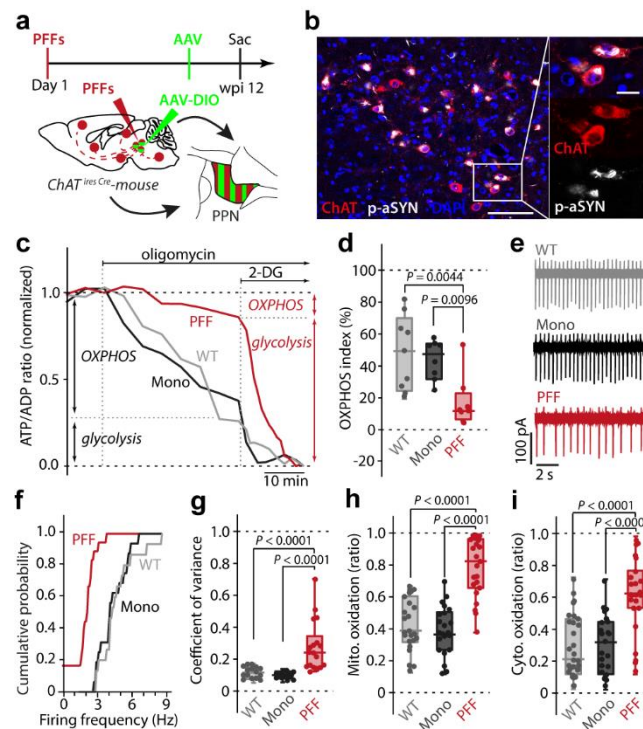 a
PFFs
AAV
Sac
Day 1
wpi 12
PFFs
AAV-DIO
ChAT ires Cre-mouse
PPN
b
ChAT p-aSYN DAPI
ChAT
p-aSYN
c
oligomycin
2-DG
ATP/ADP ratio (normalized)
1.0
0.5
0.0
OXPHOS
glycolysis
PFF
WT
Mono
OXPHOS
glycolysis
10 min
d
OXPHOS index (%)
100
80
60
40
20
0
-20
P = 0.0044
P = 0.0096
WT
Mono
PFF
e
WT
Mono
PFF
100 pA
2 s
f
Cumulative probability
1
0.8
0.6
0.4
0.2
0
PFF
WT
Mono
0 3 6 9
Firing frequency (Hz)
g
Coefficient of variance
1
0.8
0.6
0.4
0.2
0
P < 0.0001
P < 0.0001
WT
Mono
PFF
h
Mito. oxidation (ratio)
1.0
0.8
0.6
0.4
0.2
0
P < 0.0001
P < 0.0001
WT
Mono
PFF
i
Cyto. oxidation (ratio)
1.0
0.8
0.6
0.4
0.2
0
P < 0.0001
P < 0.000
WT
Mono
PFF